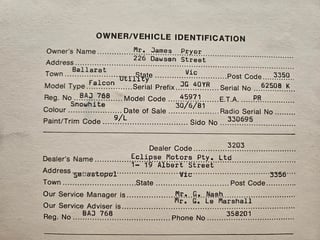 OWNER/VEHICLE IDENTIFICATION
Owner's Name Mr. James Pryor
Address 226 Dawson Street
Town Ballarat State Vic Post Code 3350
Model Type Falcon Utility Serial Prefix JG 40YR Serial No 62508 K
Reg. No BAJ 768 Model Code 45971 E.T.A. PR
Colour Snowhite Date of Sale 30/6/81 Radio Serial No
Paint/Trim Code 9/L Sido No 330695
Dealer Code 3203
Dealer's Name Eclipse Motors Pty. Ltd
Address 1- 19 Albert Street
Town Sebastopol State Vic Post Code 3356
Our Service Manager is Mr. G. Nash
Our Service Adviser is Mr. G. Le Marshall
Reg. No BAJ 768 Phone No 358201